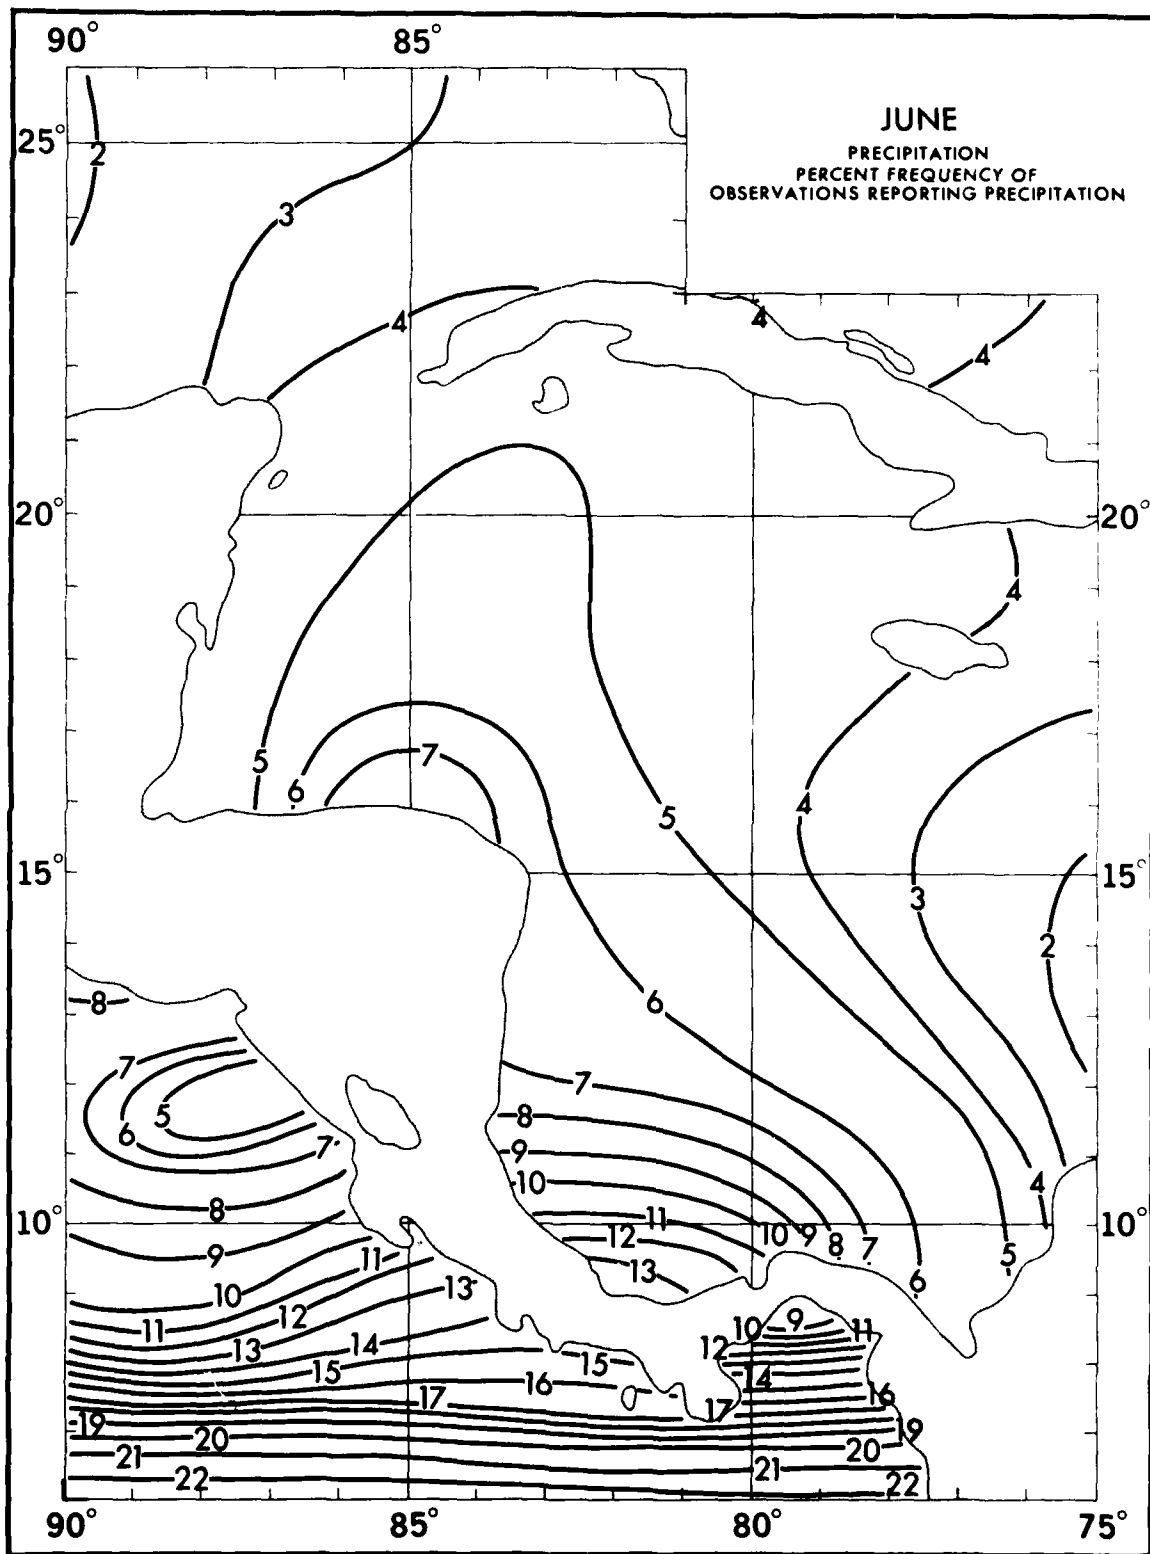 90° 85°
JUNE
PRECIPITATION
PERCENT FREQUENCY OF
OBSERVATIONS REPORTING PRECIPITATION
25°
2
3
4 4 4
20° 20°
4
5 6 7 5 4
15° 15°
3
2
8 6
7 7
5 8
6 7 9
8 10 4
10° 11 10 9 8 7 5 10°
9 11 12 6
10 13 13
11 12 10 9 11
13 14 12
15 16 15 14
17 17 16
19 20 19
21 21 20
22 22
90° 85° 80° 75°